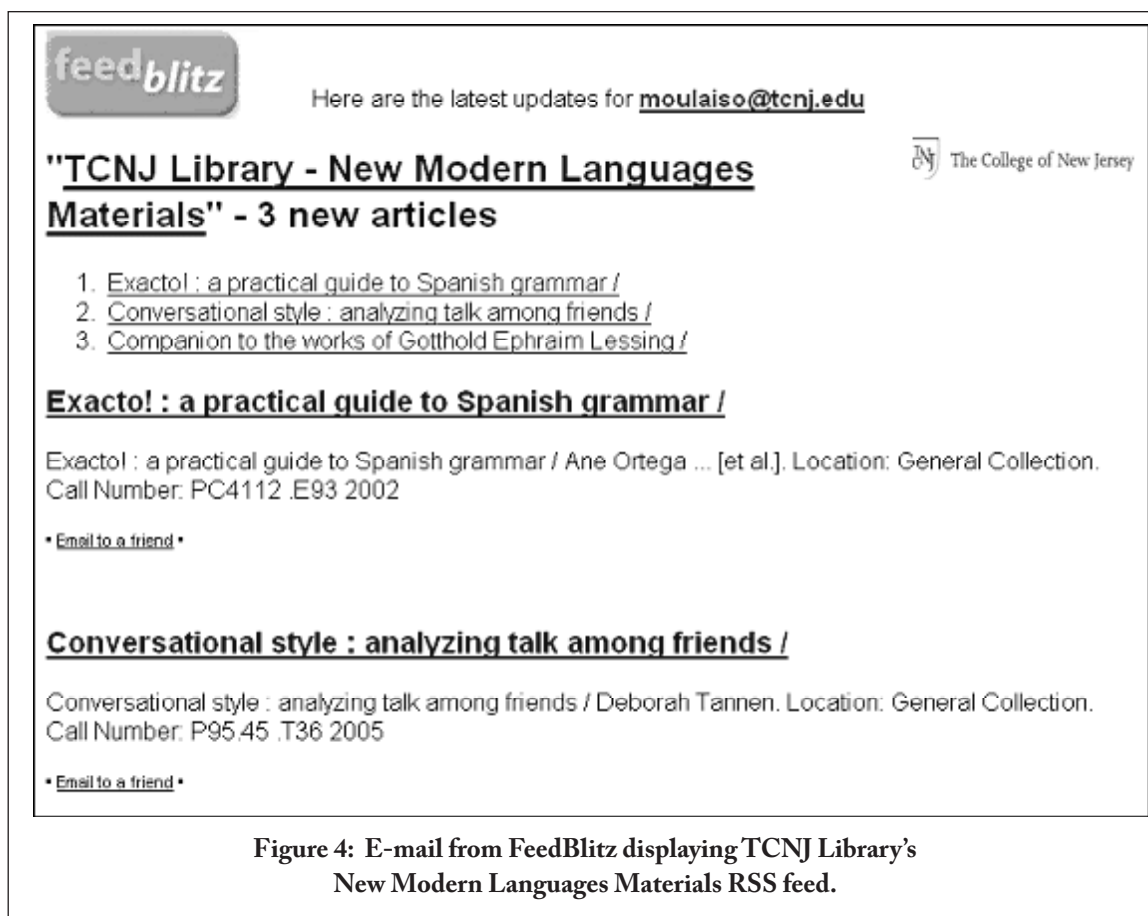 feedblitz
Here are the latest updates for moulaiso@tcnj.edu
"TCNJ Library - New Modern Languages
Materials" - 3 new articles
TCNJ The College of New Jersey
1. Exacto! : a practical guide to Spanish grammar /
2. Conversational style : analyzing talk among friends /
3. Companion to the works of Gotthold Ephraim Lessing /
Exacto! : a practical guide to Spanish grammar /
Exacto! : a practical guide to Spanish grammar / Ane Ortega ... [et al.]. Location: General Collection.
Call Number: PC4112 .E93 2002
• Email to a friend •
Conversational style : analyzing talk among friends /
Conversational style : analyzing talk among friends / Deborah Tannen. Location: General Collection.
Call Number: P95.45 .T36 2005
• Email to a friend •
Figure 4: E-mail from FeedBlitz displaying TCNJ Library's
New Modern Languages Materials RSS feed.